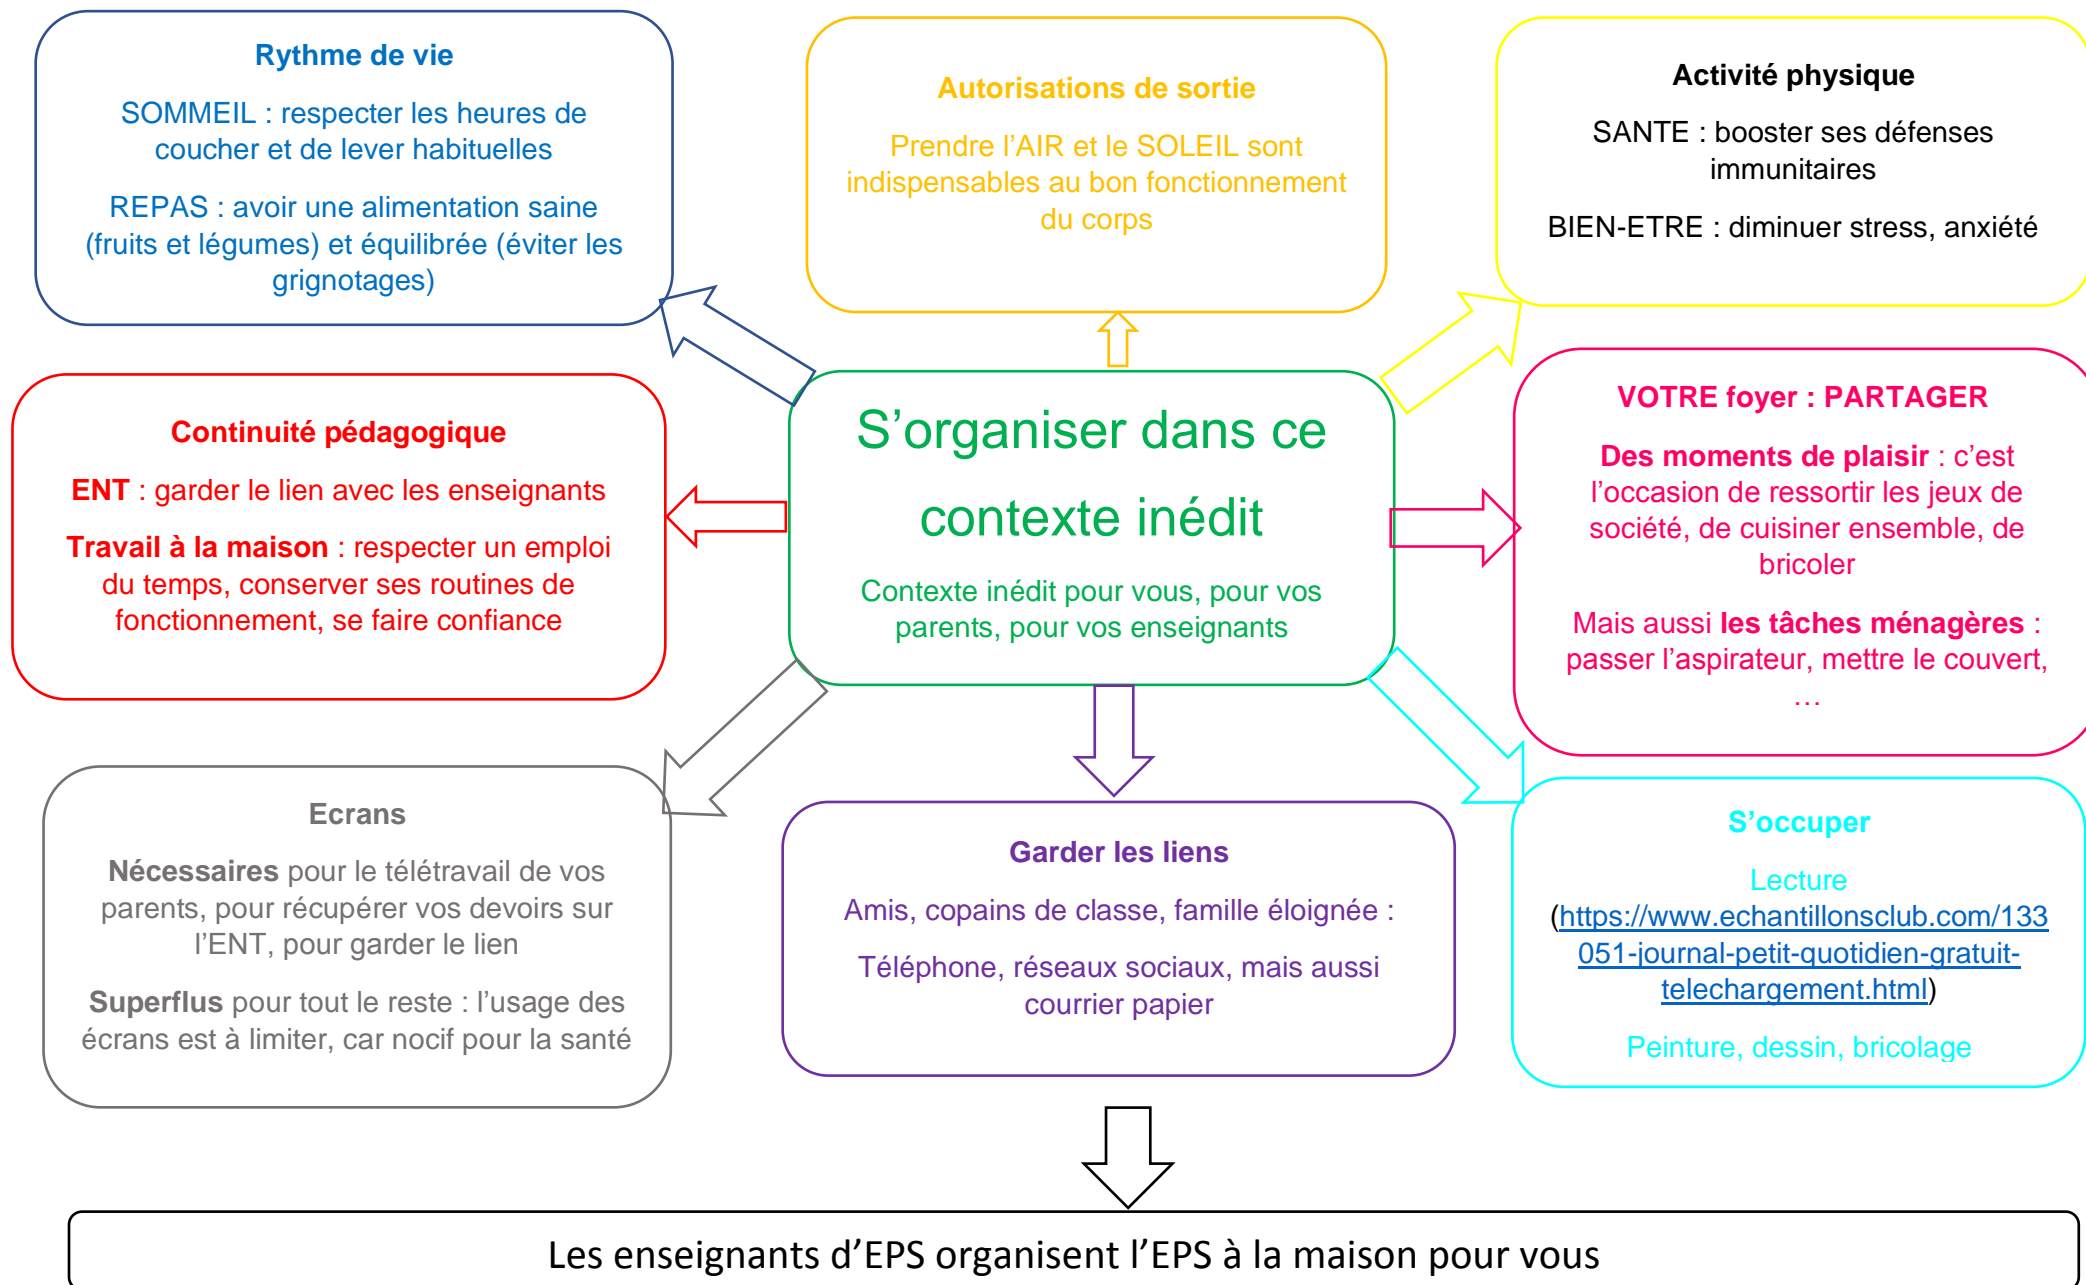 Rythme de vie
SOMMEIL : respecter les heures de
coucher et de lever habituelles
REPAS : avoir une alimentation saine
(fruits et légumes) et équilibrée (éviter les
grignotages)
Autorisations de sortie
Prendre l’AIR et le SOLEIL sont
indispensables au bon fonctionnement
du corps
Activité physique
SANTE : booster ses défenses
immunitaires
BIEN-ETRE : diminuer stress, anxiété
Continuité pédagogique
ENT : garder le lien avec les enseignants
Travail à la maison : respecter un emploi
du temps, conserver ses routines de
fonctionnement, se faire confiance
S’organiser dans ce
contexte inédit
Contexte inédit pour vous, pour vos
parents, pour vos enseignants
VOTRE foyer : PARTAGER
Des moments de plaisir : c’est
l’occasion de ressortir les jeux de
société, de cuisiner ensemble, de
bricoler
Mais aussi les tâches ménagères :
passer l’aspirateur, mettre le couvert,
…
Ecrans
Nécessaires pour le télétravail de vos
parents, pour récupérer vos devoirs sur
l’ENT, pour garder le lien
Superflus pour tout le reste : l’usage des
écrans est à limiter, car nocif pour la santé
Garder les liens
Amis, copains de classe, famille éloignée :
Téléphone, réseaux sociaux, mais aussi
courrier papier
S’occuper
Lecture
(https://www.echantillonsclub.com/133
051-journal-petit-quotidien-gratuit-
telechargement.html)
Peinture, dessin, bricolage
Les enseignants d’EPS organisent l’EPS à la maison pour vous